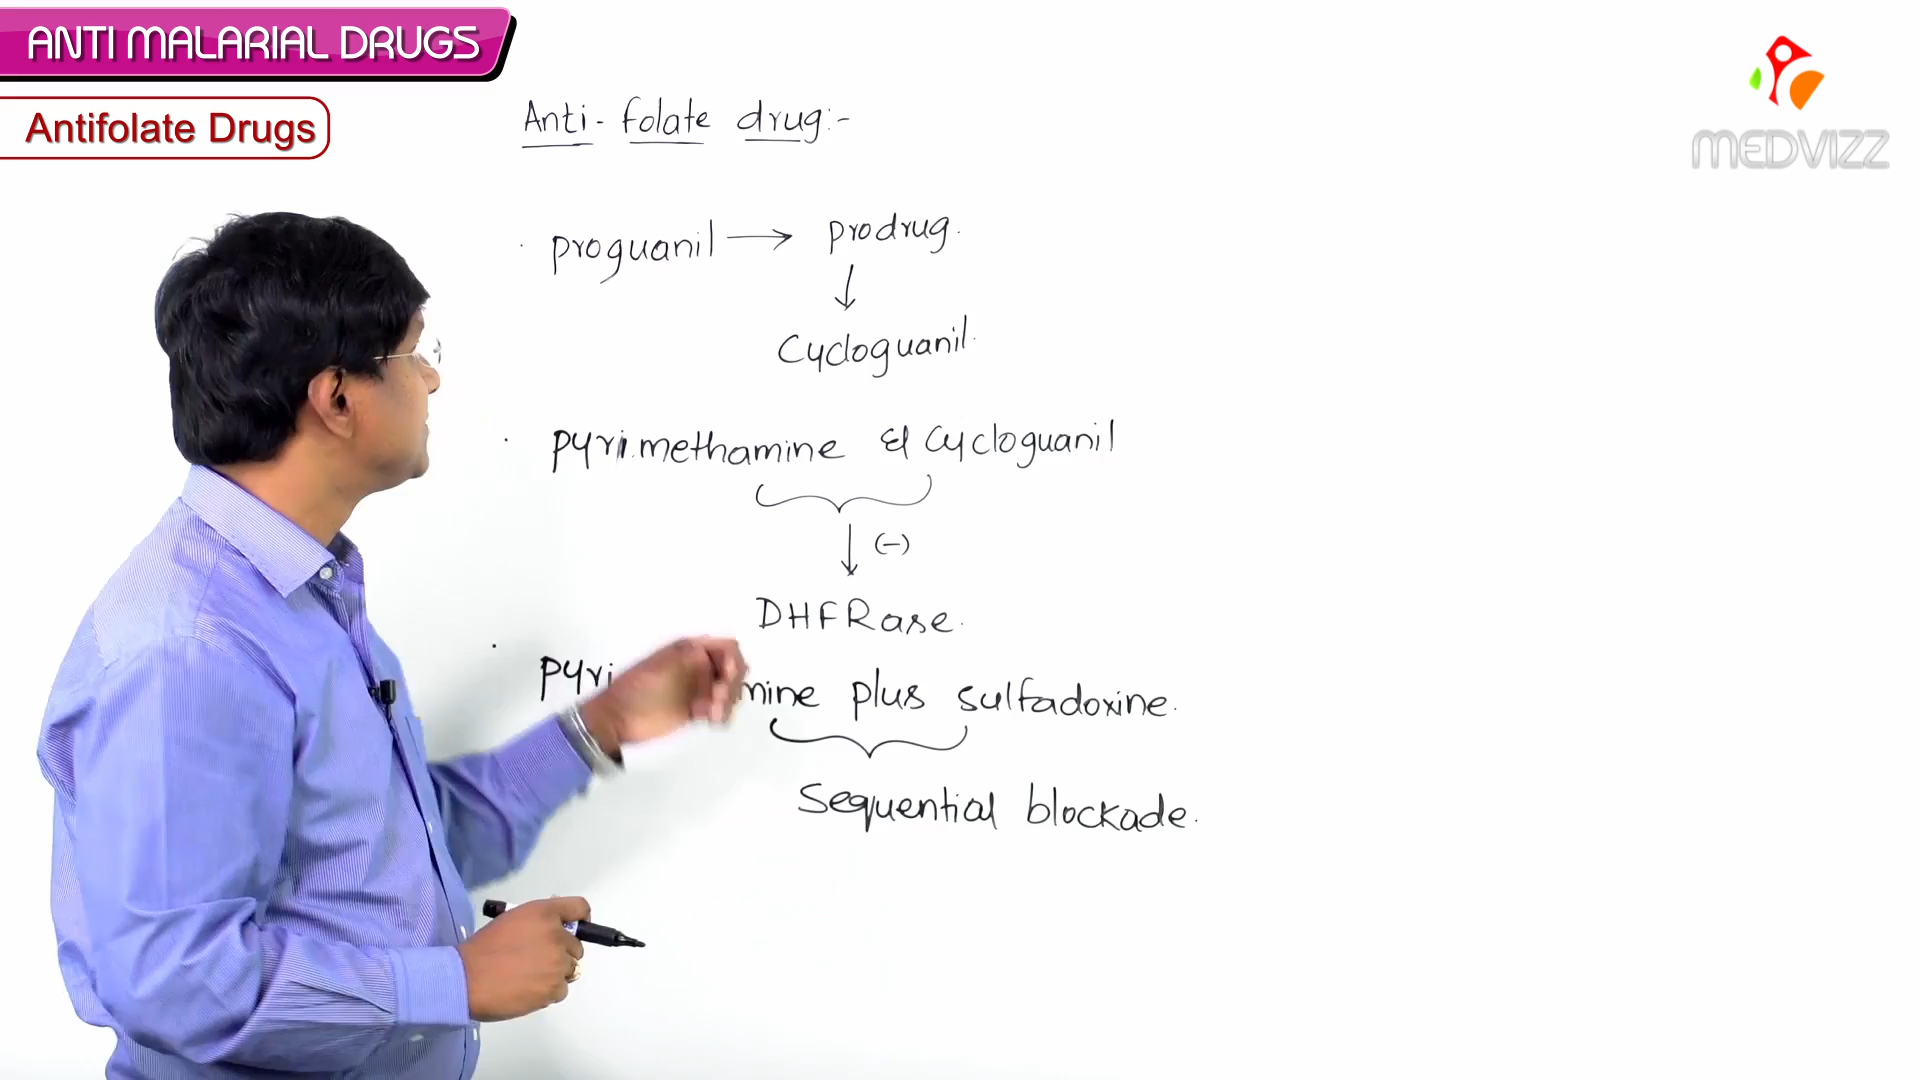 ANTI MALARIAL DRUGS
Antifolate Drugs
MEDVIZZ
Anti-folate drug:-
· proguanil → prodrug.
↓
Cycloguanil.
· pyrimethamine & Cycloguanil
↓ (-)
DHFRase.
· pyri mine plus sulfadoxine.
Sequential blockade.